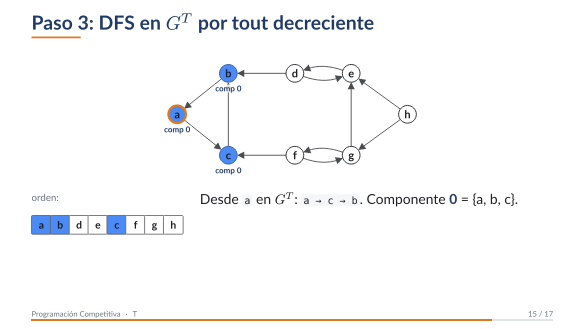 Paso 3: DFS en G^T por tout decreciente
b
d
e
comp 0
a
h
comp 0
c
f
g
comp 0
orden:
Desde a en G^T: a → c → b. Componente 0 = {a, b, c}.
a b d e c f g h
Programación Competitiva · T
15 / 17